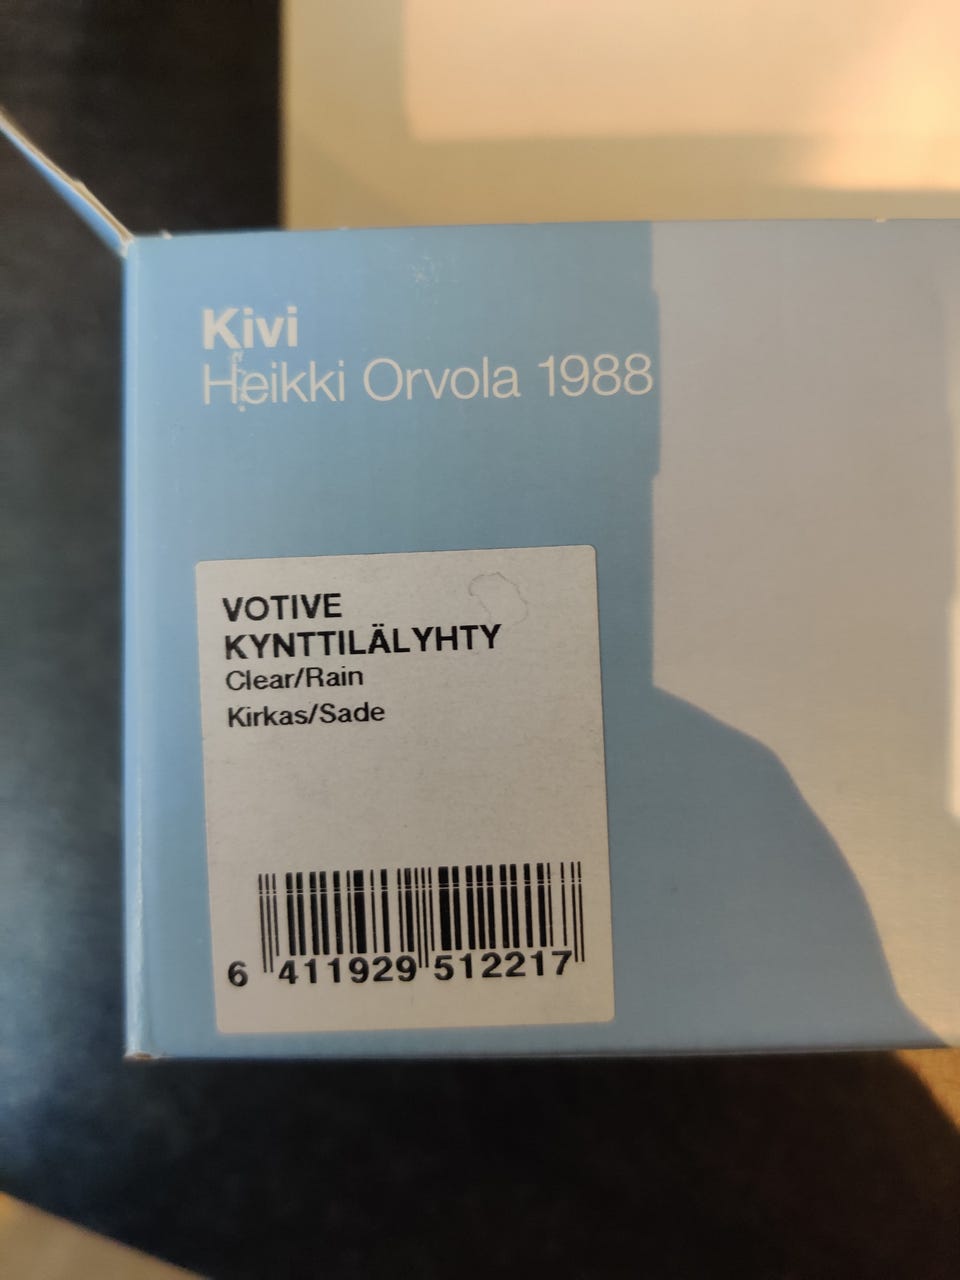 Kivi
Heikki Orvola 1988
VOTIVE
KYNTTILÄLYHTY
Clear/Rain
Kirkas/Sade
6 411929 512217